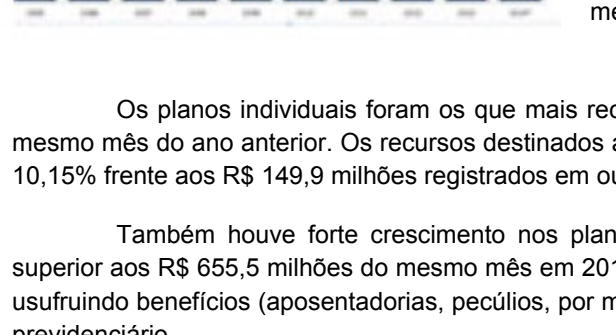 me
Os planos individuais foram os que mais rec
mesmo mês do ano anterior. Os recursos destinados a
10,15% frente aos R$ 149,9 milhões registrados em ou
Também houve forte crescimento nos plan
superior aos R$ 655,5 milhões do mesmo mês em 201
usufruindo benefícios (aposentadorias, pecúlios, por m
previdenciário